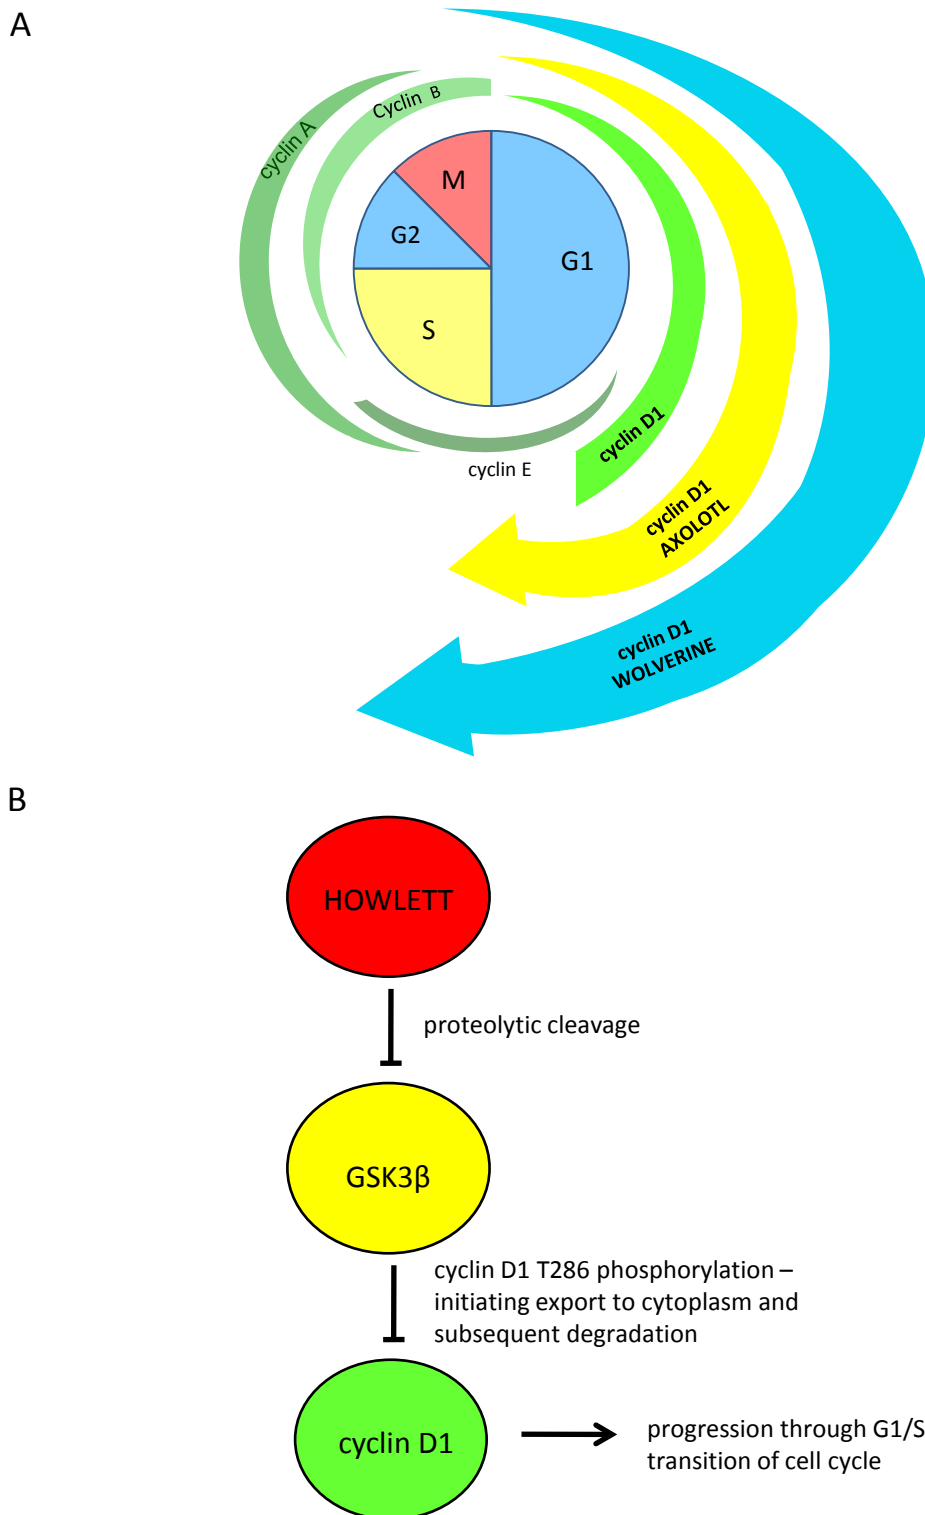 A
cyclin A
Cyclin B
M
G2
G1
S
cyclin E
cyclin D1
cyclin D1
AXOLOTL
cyclin D1
WOLVERINE
B
HOWLETT
proteolytic cleavage
GSK3β
cyclin D1 T286 phosphorylation –
initiating export to cytoplasm and
subsequent degradation
cyclin D1
progression through G1/S
transition of cell cycle